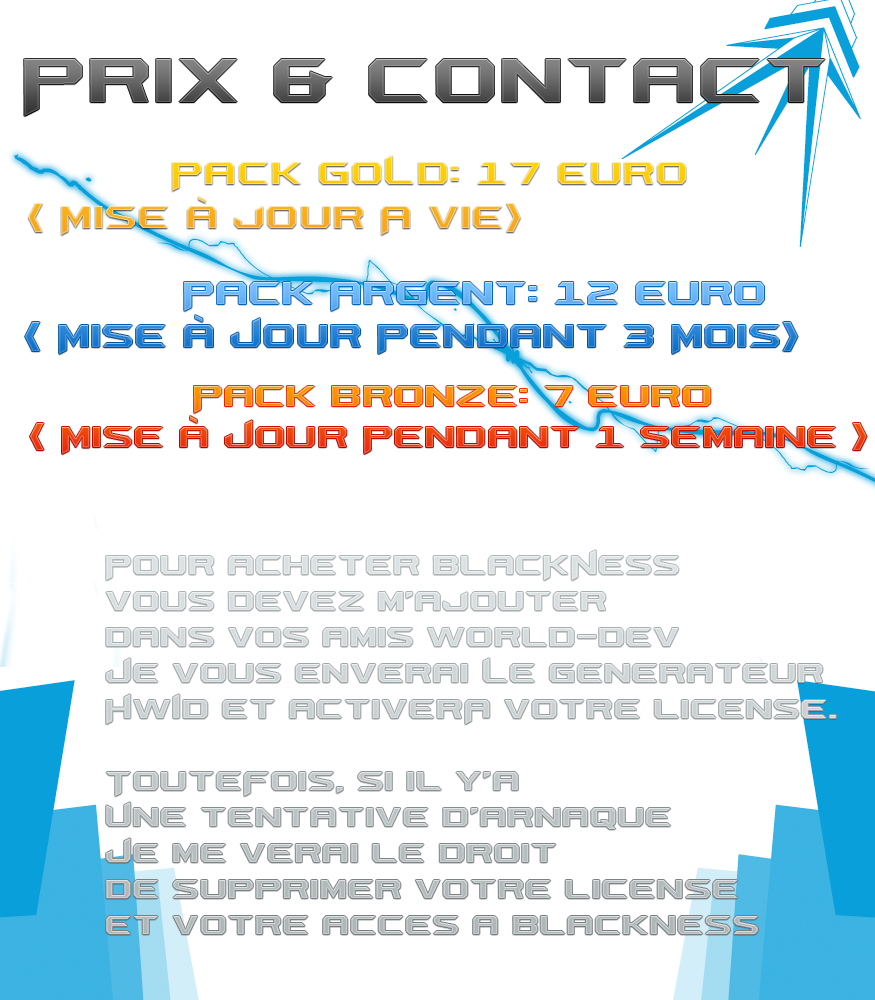 PRIX & CONTACT
PACK GOLD: 17 EURO
( MISE À JOUR A VIE)
PACK ARGENT: 12 EURO
( MISE À JOUR PENDANT 3 MOIS)
PACK BRONZE: 7 EURO
( MISE À JOUR PENDANT 1 SEMAINE )
POUR ACHETER BLACKNESS
VOUS DEVEZ M'AJOUTER
DANS VOS AMIS WORLD-DEV
JE VOUS ENVERAI LE GENERATEUR
HWID ET ACTIVERA VOTRE LICENSE.
TOUTEFOIS, SI IL Y'A
UNE TENTATIVE D'ARNAQUE
JE ME VERAI LE DROIT
DE SUPPRIMER VOTRE LICENSE
ET VOTRE ACCES A BLACKNESS